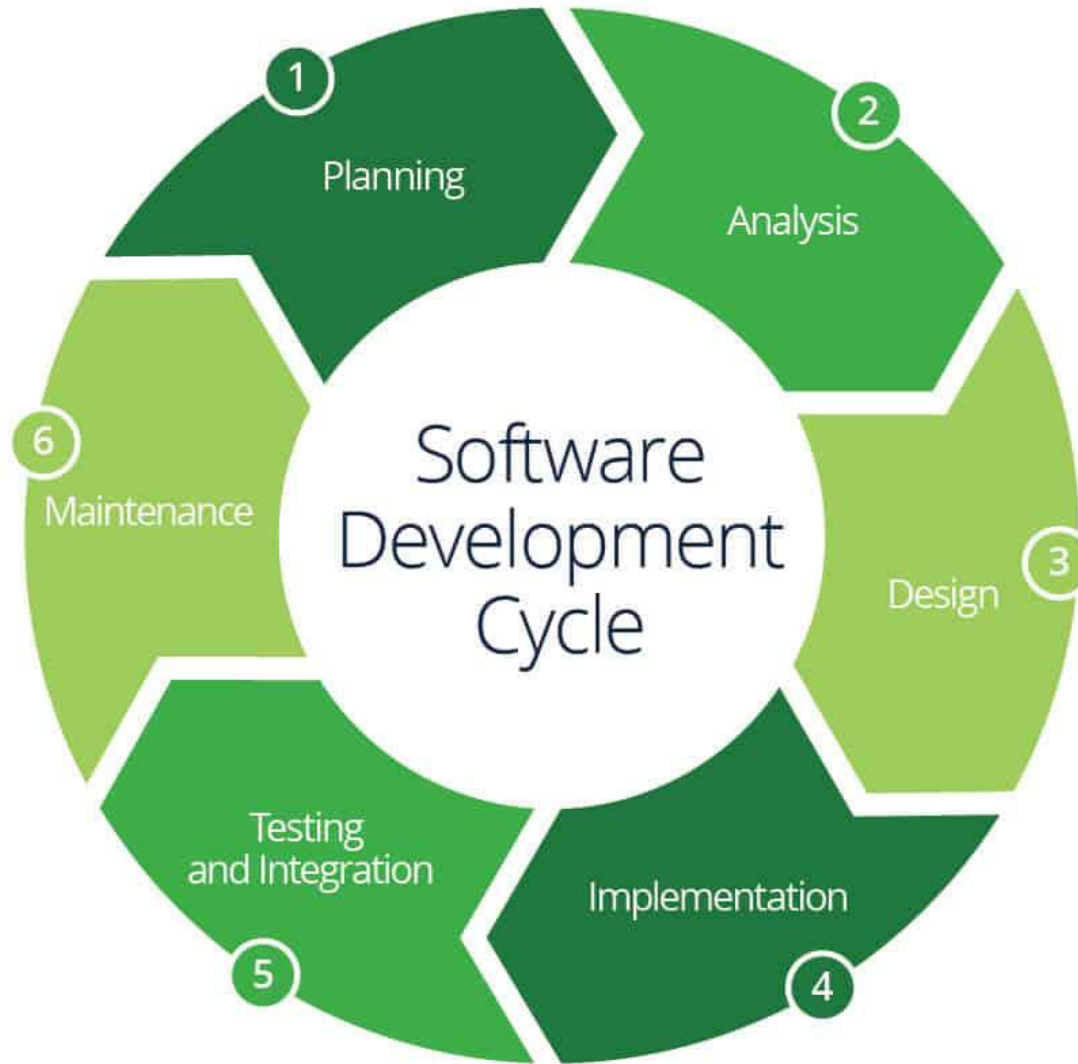 Software
Development
Cycle
1
Planning
2
Analysis
3
Design
4
Implementation
5
Testing
and Integration
6
Maintenance